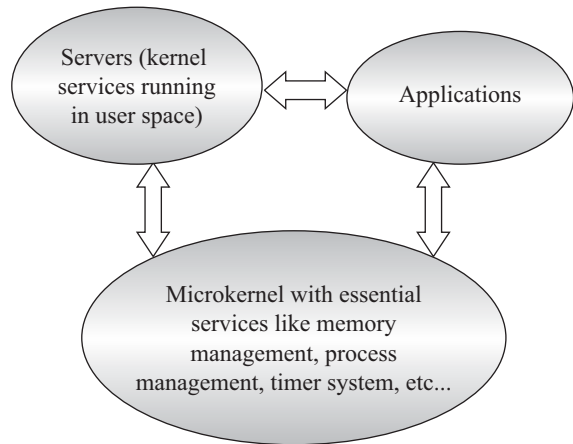 Servers (kernel
services running
in user space)
Applications
Microkernel with essential
services like memory
management, process
management, timer system, etc...